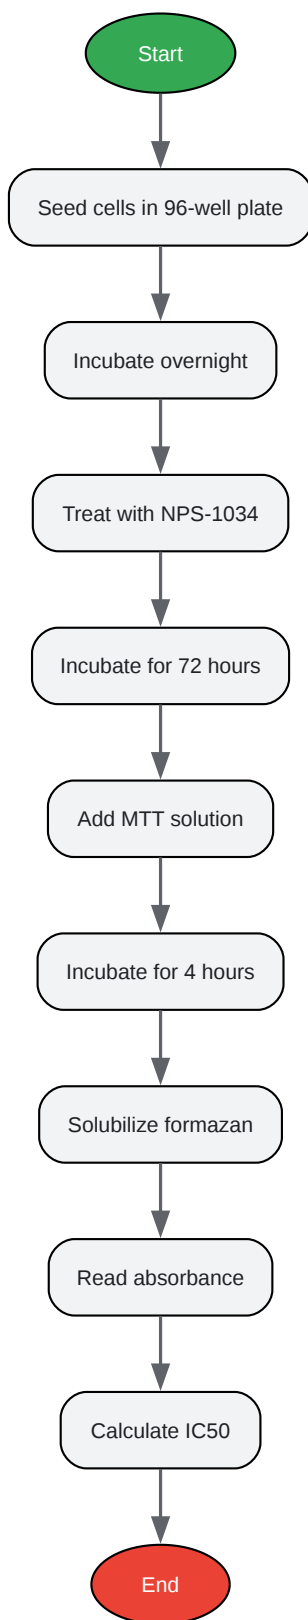 Start
Seed cells in 96-well plate
Incubate overnight
Treat with NPS-1034
Incubate for 72 hours
Add MTT solution
Incubate for 4 hours
Solubilize formazan
Read absorbance
Calculate IC50
End